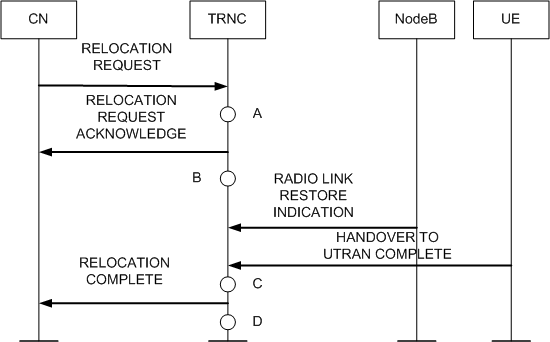 CN
TRNC
NodeB
UE
RELOCATION
REQUEST
A
RELOCATION
REQUEST
ACKNOWLEDGE
B
RADIO LINK
RESTORE
INDICATION
HANDOVER TO
UTRAN COMPLETE
RELOCATION
COMPLETE
C
D